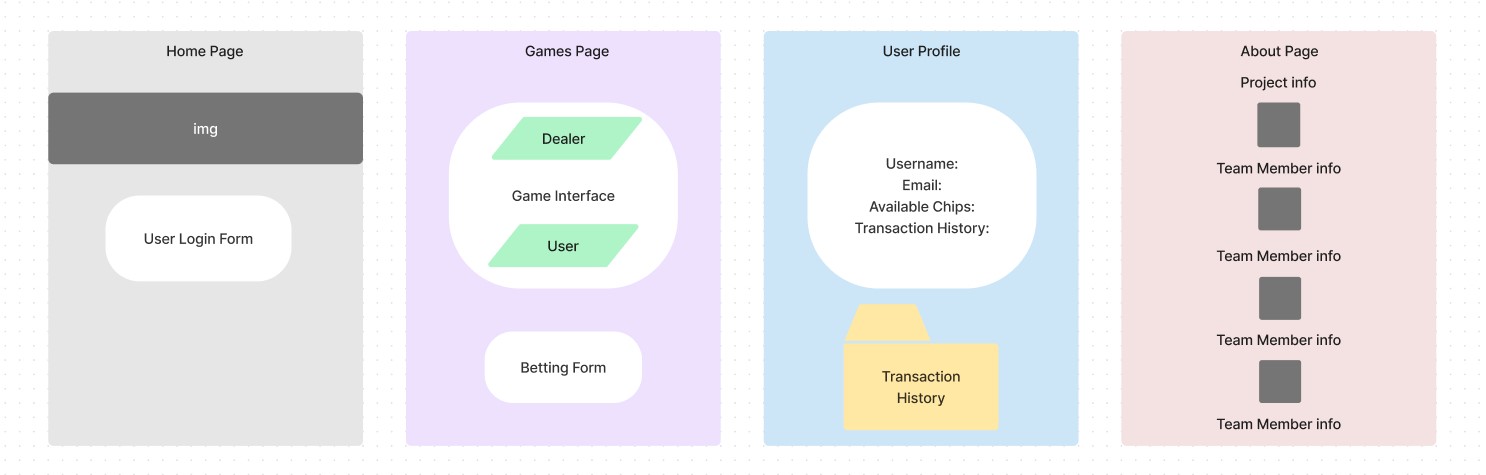 Home Page
img
User Login Form
Games Page
Dealer
Game Interface
User
Betting Form
User Profile
Username:
Email:
Available Chips:
Transaction History:
Transaction
History
About Page
Project info
Team Member info
Team Member info
Team Member info
Team Member info